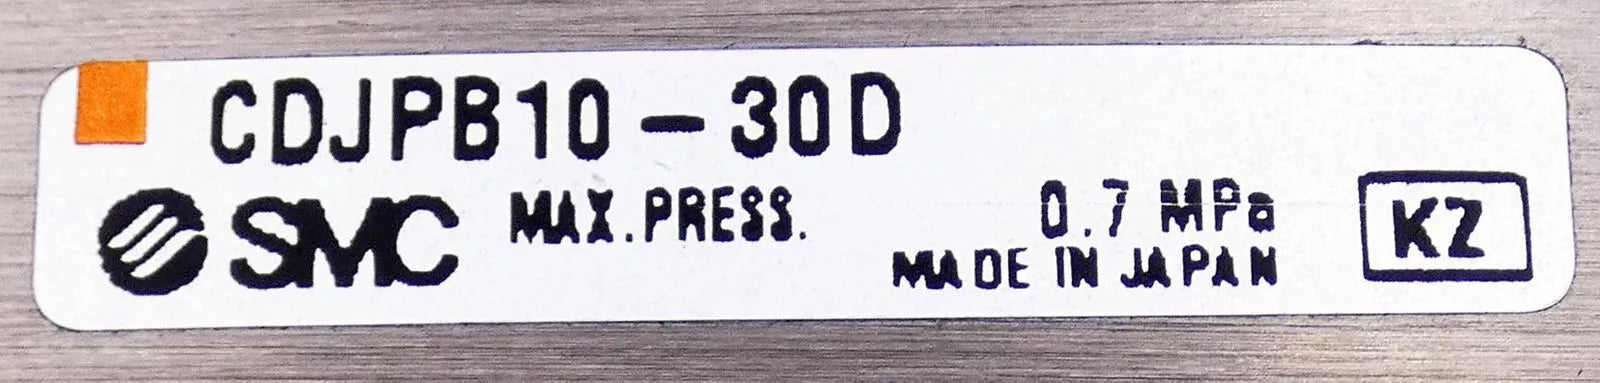 CDJPB10-30D
SMC MAX.PRESS. 0.7 MPa
MADE IN JAPAN
KZ